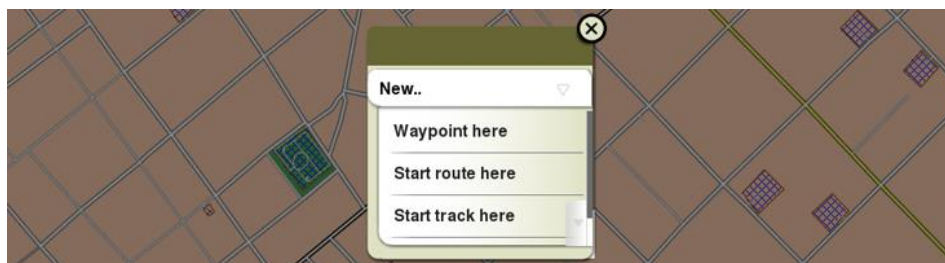 New..
Waypoint here
Start route here
Start track here